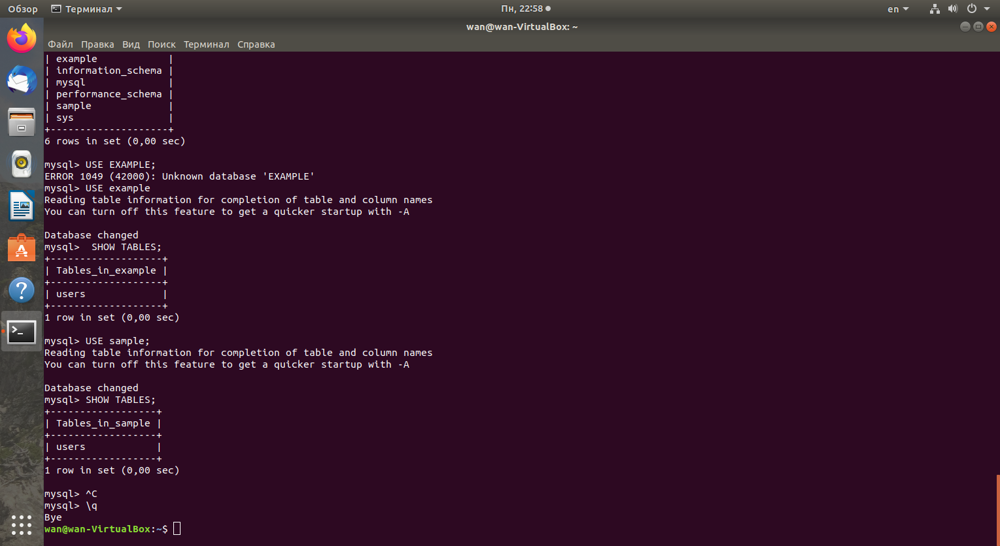 Обзор Терминал Пн, 22:58 en
wan@wan-VirtualBox: ~
Файл Правка Вид Поиск Терминал Справка
| example            |
| information_schema |
| mysql              |
| performance_schema |
| sample             |
| sys                |
+--------------------+
6 rows in set (0,00 sec)

mysql> USE EXAMPLE;
ERROR 1049 (42000): Unknown database 'EXAMPLE'
mysql> USE example
Reading table information for completion of table and column names
You can turn off this feature to get a quicker startup with -A

Database changed
mysql>  SHOW TABLES;
+-------------------+
| Tables_in_example |
+-------------------+
| users             |
+-------------------+
1 row in set (0,00 sec)

mysql> USE sample;
Reading table information for completion of table and column names
You can turn off this feature to get a quicker startup with -A

Database changed
mysql> SHOW TABLES;
+------------------+
| Tables_in_sample |
+------------------+
| users            |
+------------------+
1 row in set (0,00 sec)

mysql> ^C
mysql> \q
Bye
wan@wan-VirtualBox:~$